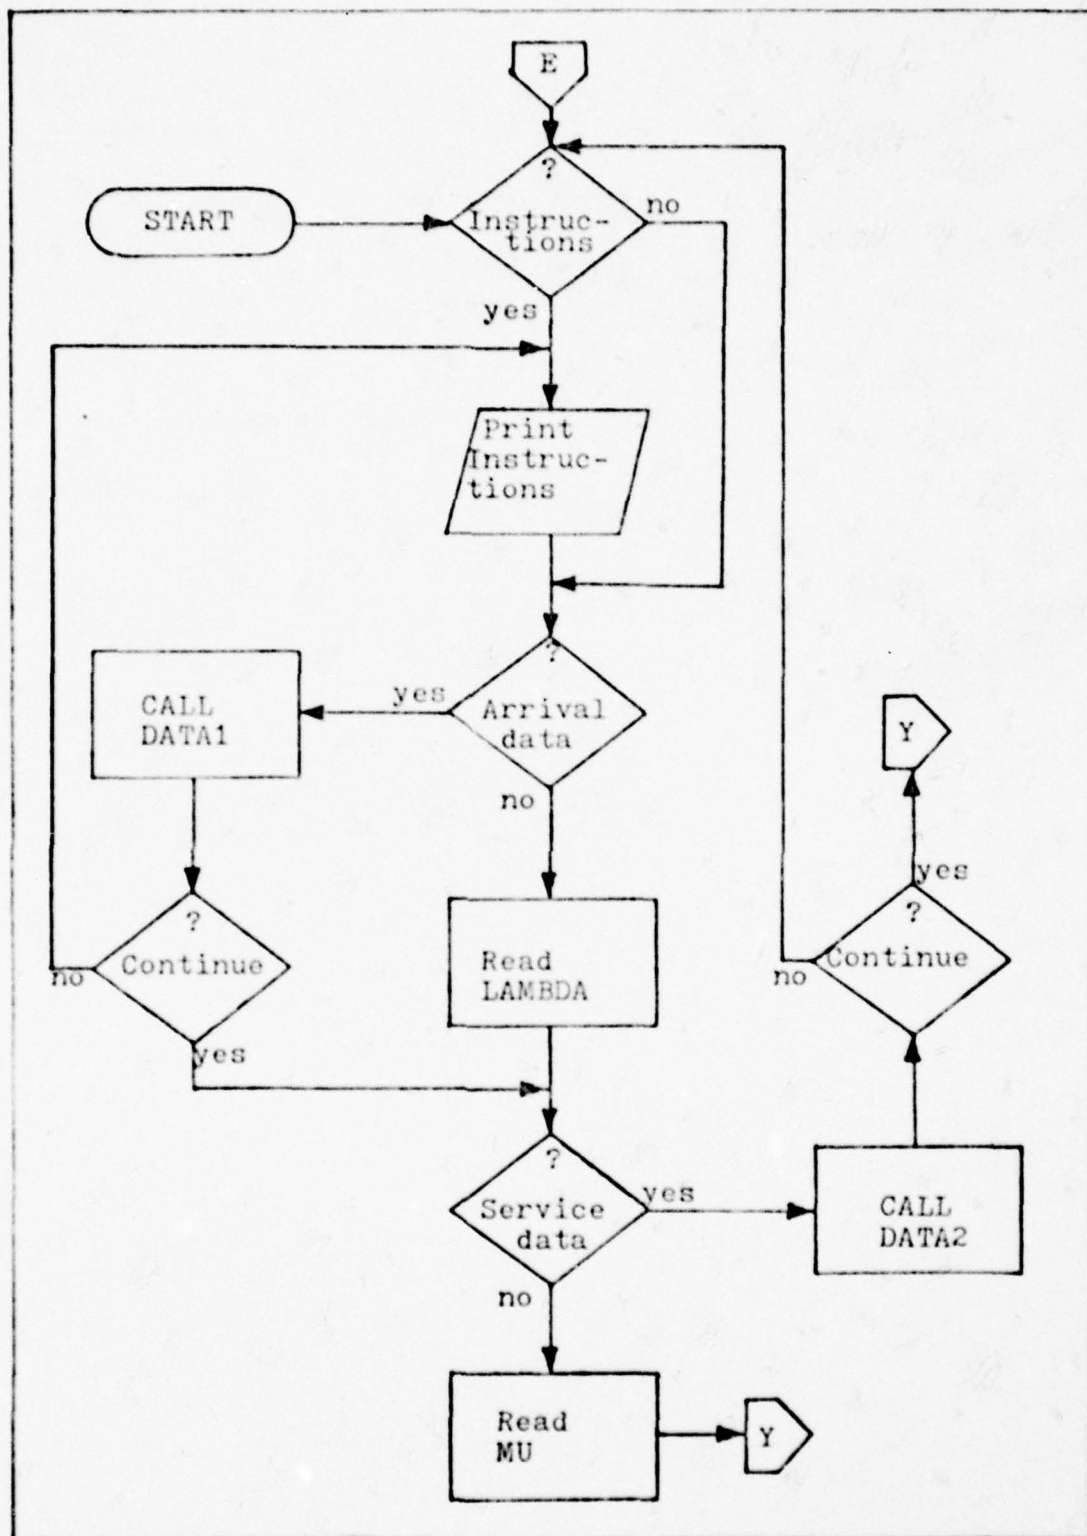 E
?
Instruc-
tions
no
START
yes
Print
Instruc-
tions
?
Arrival
data
yes
no
CALL
DATA1
?
Continue
no
yes
Read
LAMBDA
Y
yes
?
Continue
no
?
Service
data
yes
no
CALL
DATA2
Read
MU
Y